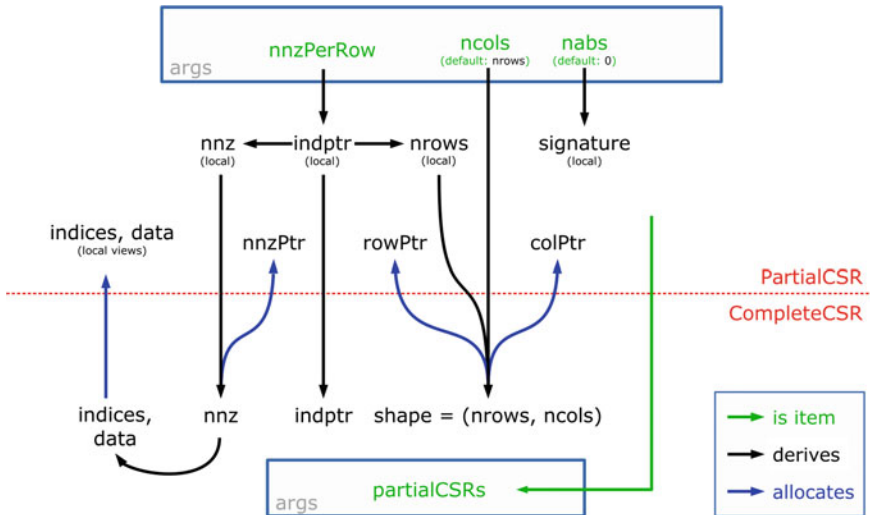 nnzPerRow
ncols
(default: nrows)
nabs
(default: 0)
args
nnz
(local)
indptr
(local)
nrows
(local)
signature
(local)
indices, data
(local views)
nnzPtr
rowPtr
colPtr
PartialCSR
CompleteCSR
indices,
data
nnz
indptr
shape = (nrows, ncols)
is item
derives
allocates
args
partialCSRs